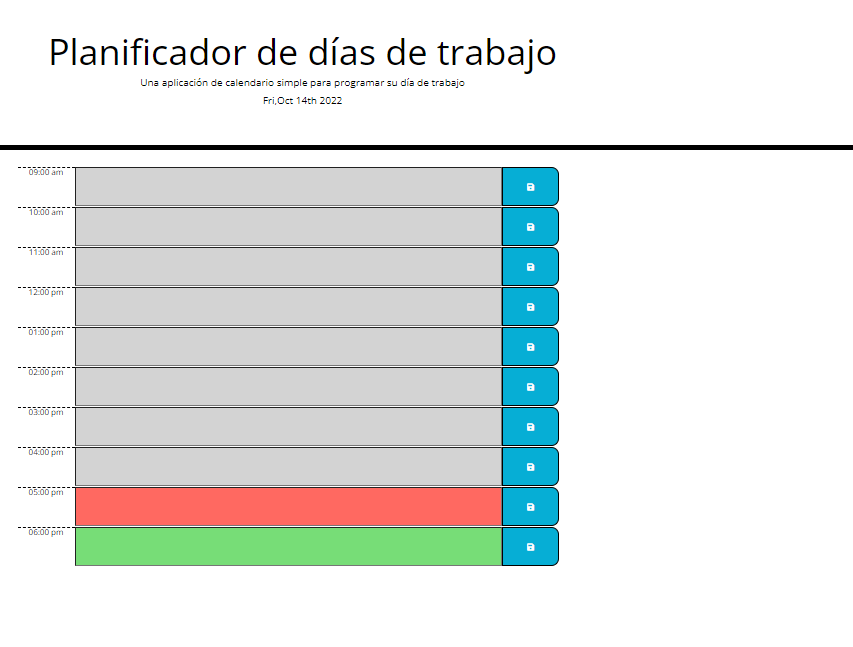 Planificador de días de trabajo
Una aplicación de calendario simple para programar su día de trabajo
Fri,Oct 14th 2022
09:00 am
10:00 am
11:00 am
12:00 pm
01:00 pm
02:00 pm
03:00 pm
04:00 pm
05:00 pm
06:00 pm